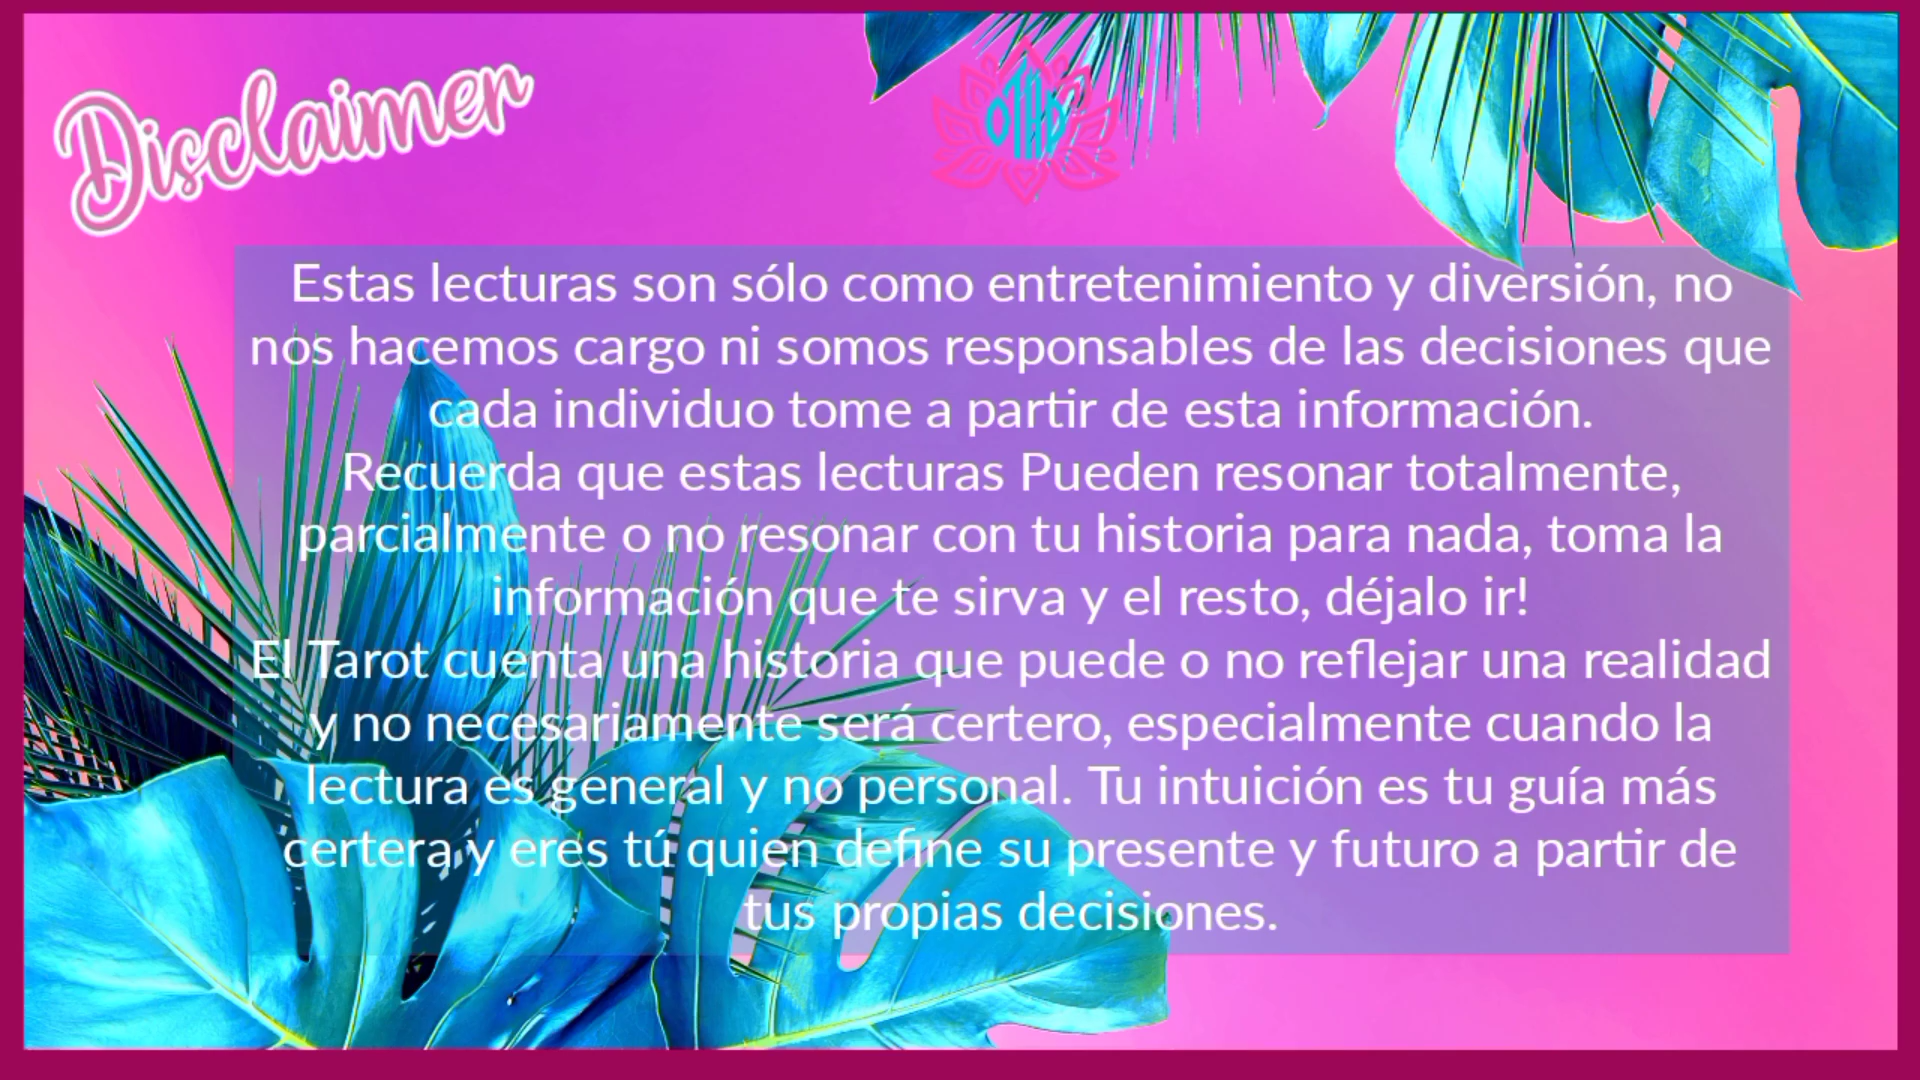 Disclaimer
OTHD
Estas lecturas son sólo como entretenimiento y diversión, no
nos hacemos cargo ni somos responsables de las decisiones que
cada individuo tome a partir de esta información.
Recuerda que estas lecturas Pueden resonar totalmente,
parcialmente o no resonar con tu historia para nada, toma la
información que te sirva y el resto, déjalo ir!
El Tarot cuenta una historia que puede o no reflejar una realidad
y no necesariamente será certero, especialmente cuando la
lectura es general y no personal. Tu intuición es tu guía más
certera y eres tú quien define su presente y futuro a partir de
tus propias decisiones.